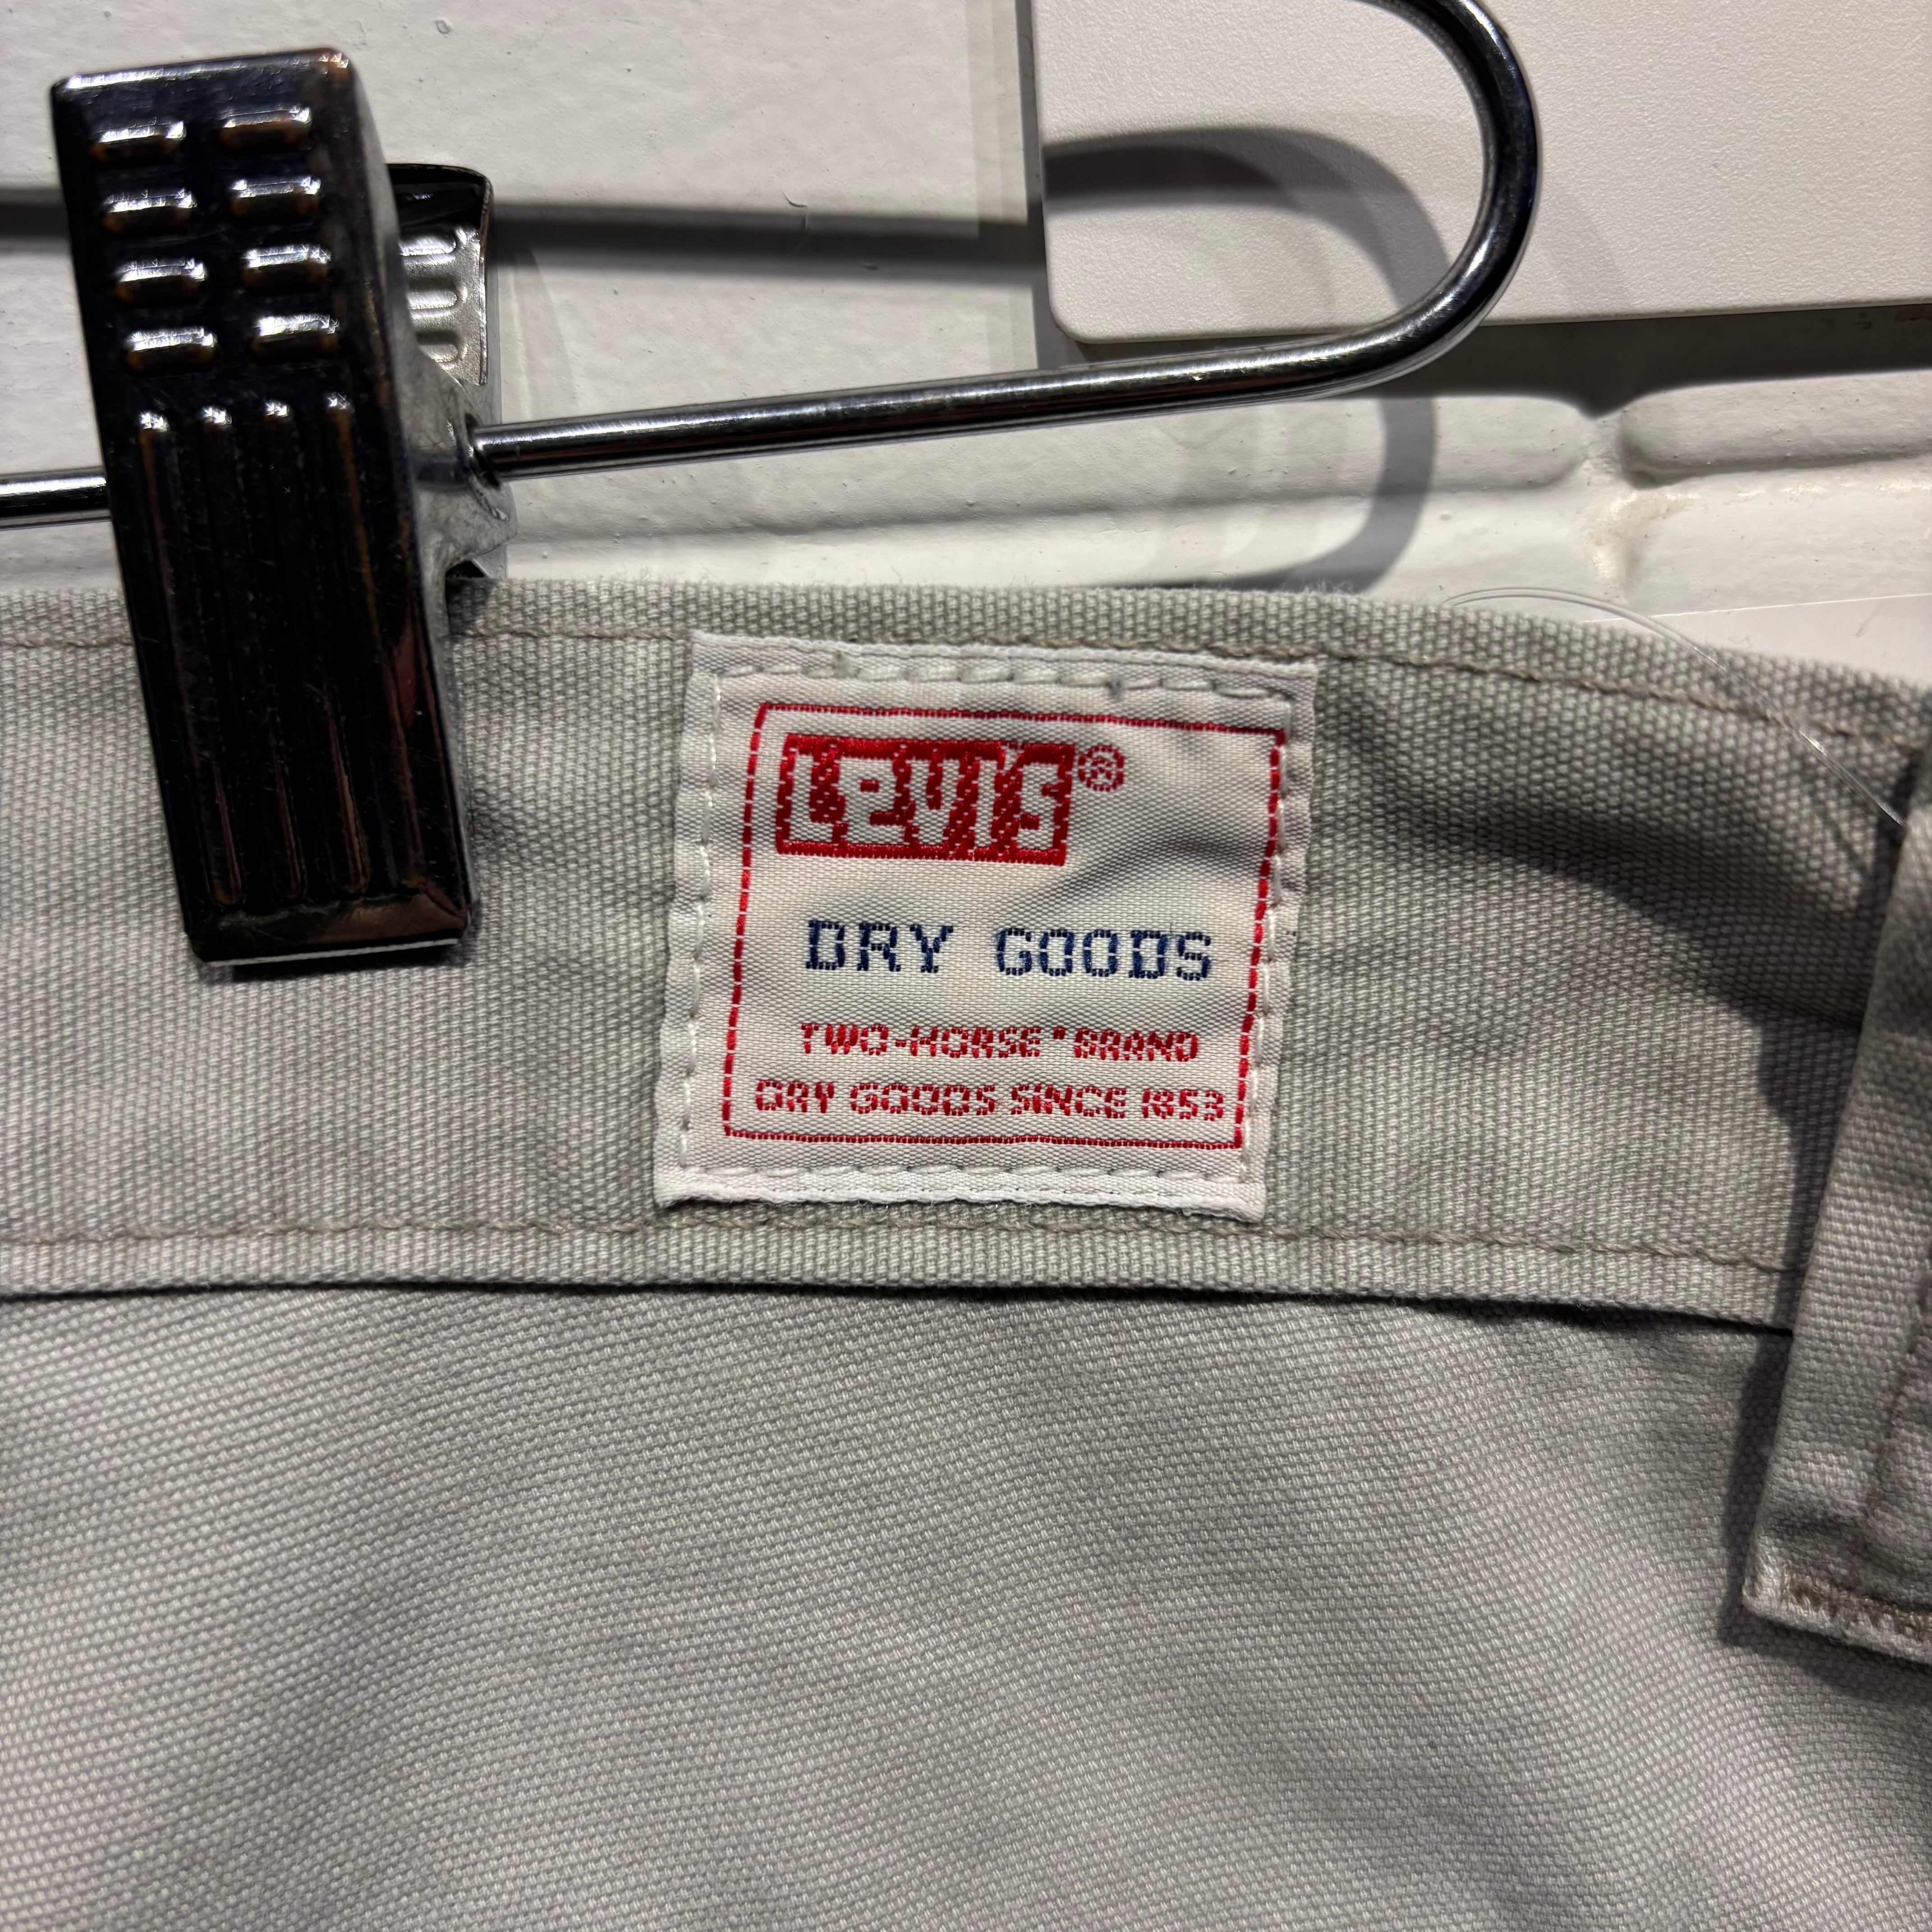 LEVI'S®
DRY GOODS
TWO-HORSE® BRAND
DRY GOODS SINCE 1853